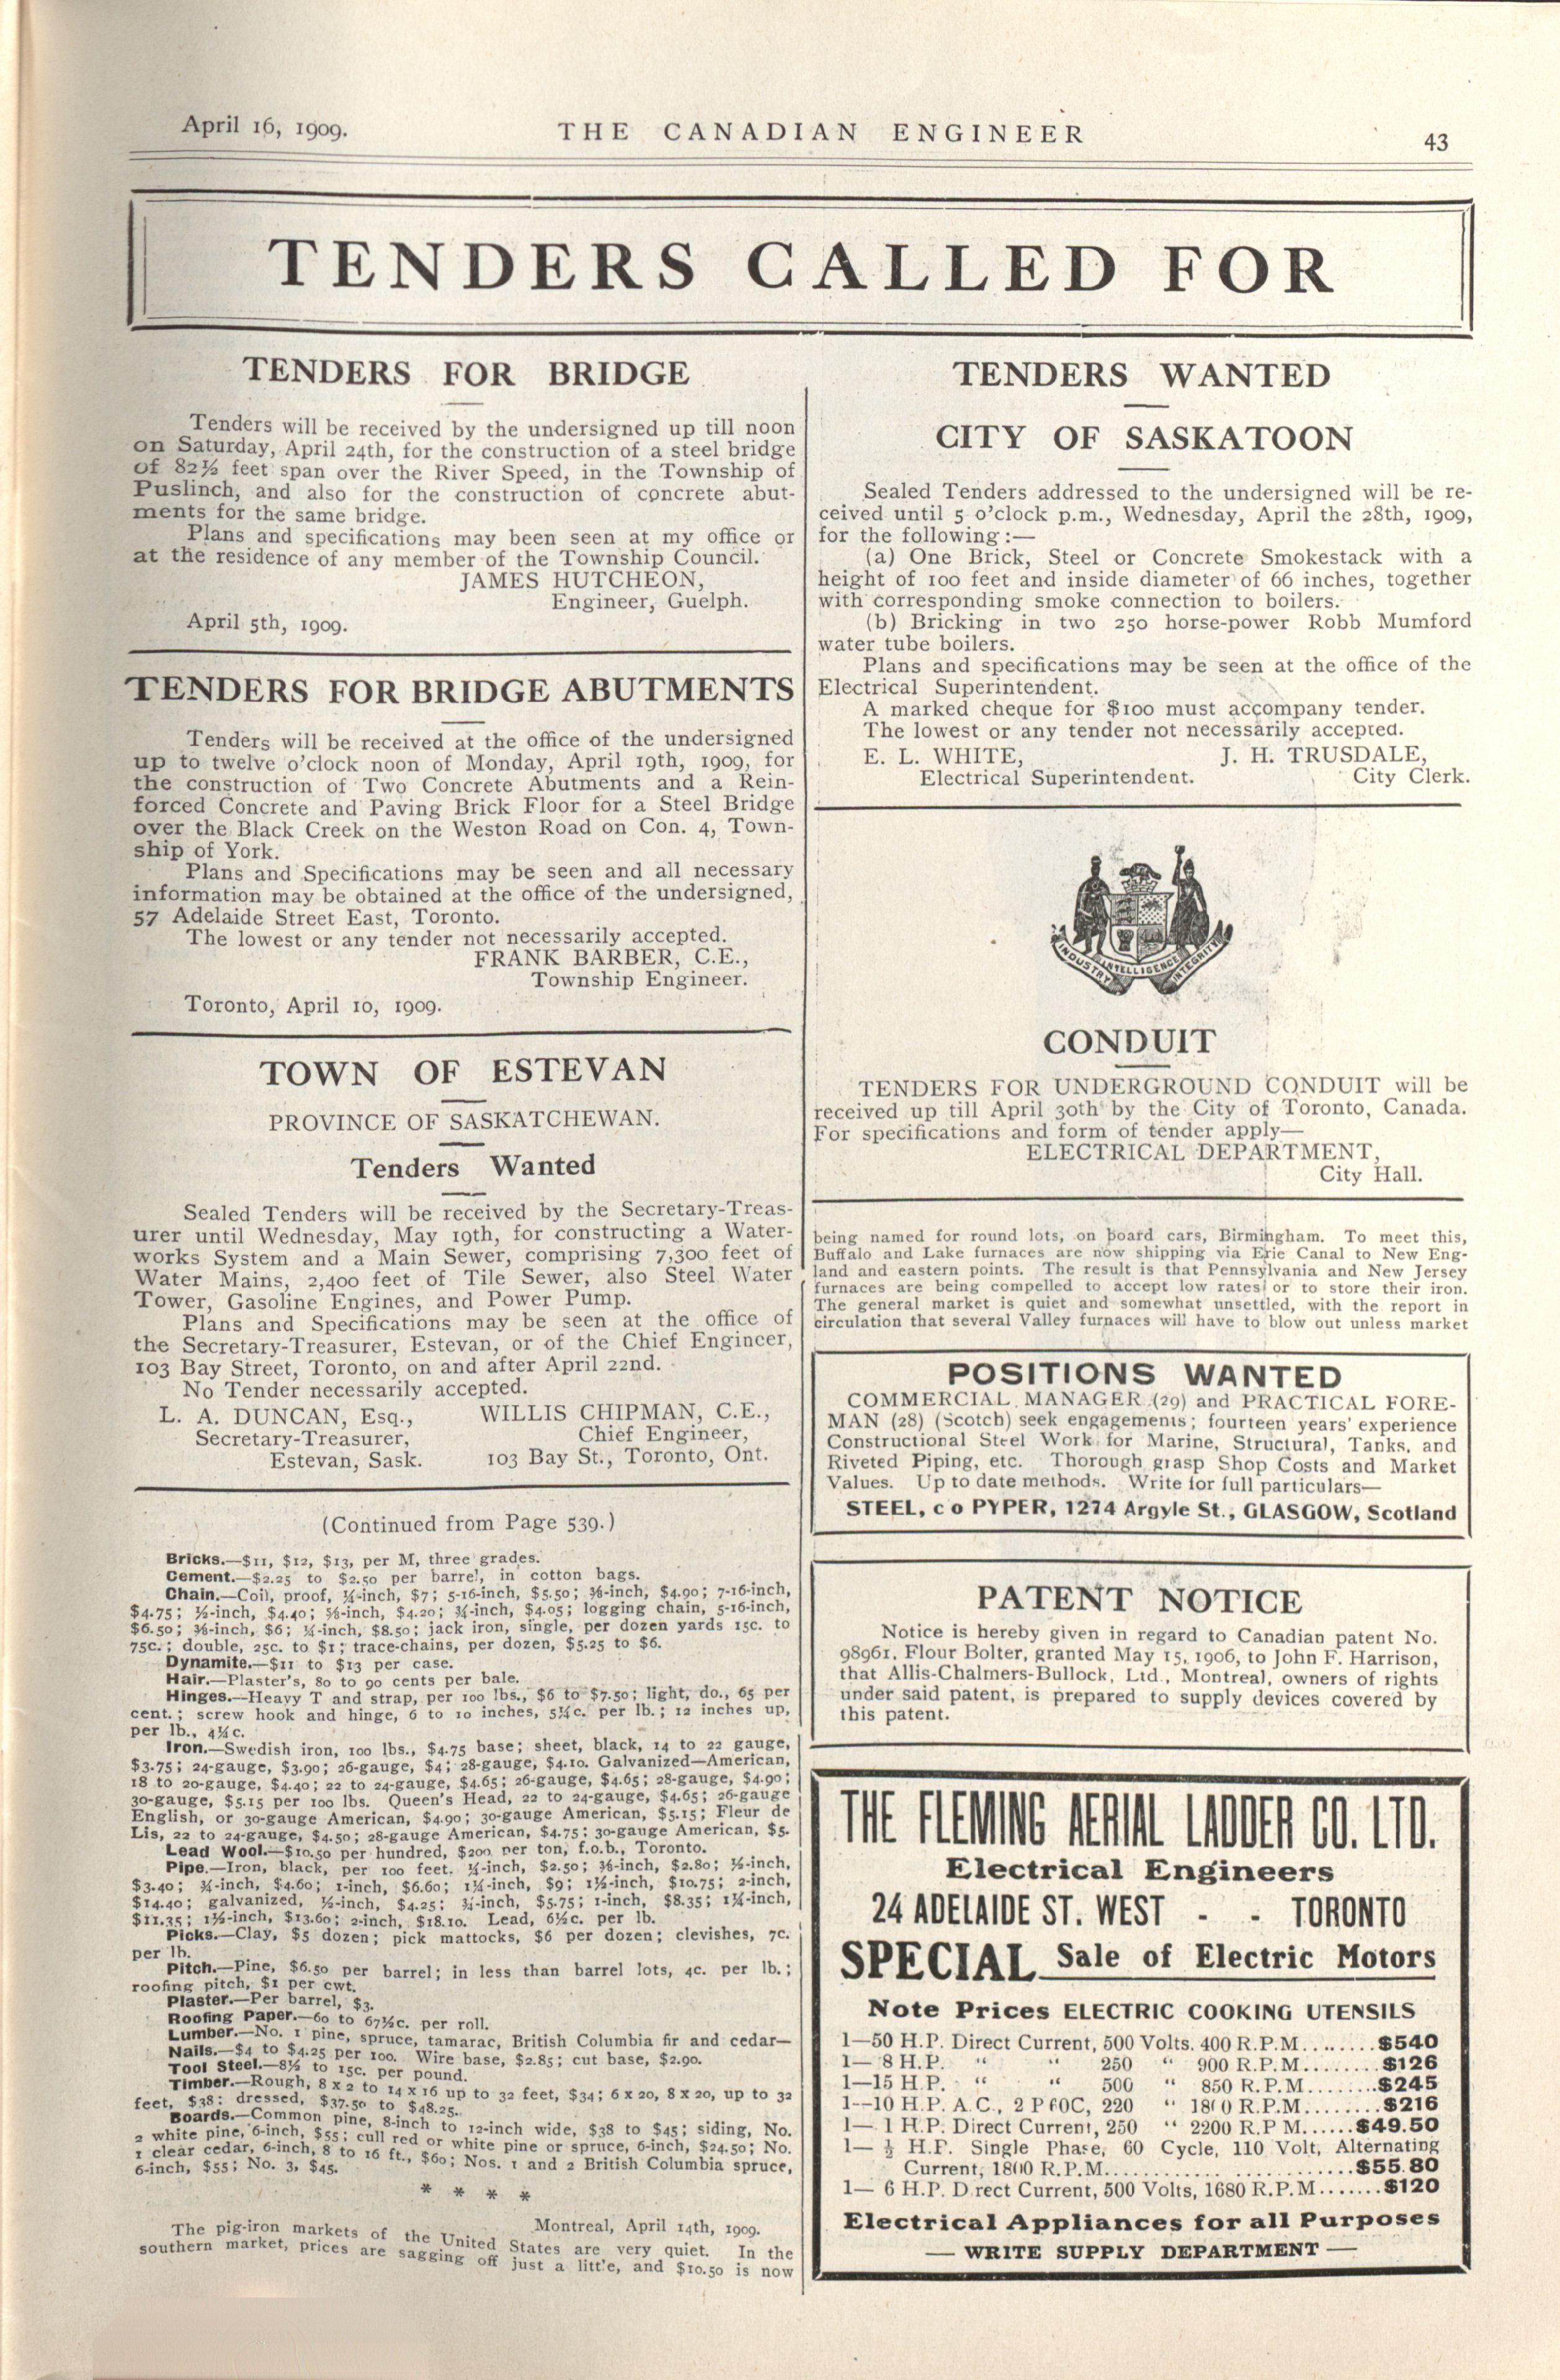 April 16, 1909.
THE CANADIAN ENGINEER
43
TENDERS CALLED FOR
TENDERS FOR BRIDGE
Tenders will be received by the undersigned up till noon
on Saturday, April 24th, for the construction of a steel bridge
of 82½ feet span over the River Speed, in the Township of
Puslinch, and also for the construction of concrete abut-
ments for the same bridge.
Plans and specifications may been seen at my office or
at the residence of any member of the Township Council.
JAMES HUTCHEON,
Engineer, Guelph.
April 5th, 1909.
TENDERS FOR BRIDGE ABUTMENTS
Tenders will be received at the office of the undersigned
up to twelve o'clock noon of Monday, April 19th, 1909, for
the construction of Two Concrete Abutments and a Rein-
forced Concrete and Paving Brick Floor for a Steel Bridge
over the Black Creek on the Weston Road on Con. 4, Town-
ship of York.
Plans and Specifications may be seen and all necessary
information may be obtained at the office of the undersigned,
57 Adelaide Street East, Toronto.
The lowest or any tender not necessarily accepted.
FRANK BARBER, C.E.,
Township Engineer.
Toronto, April 10, 1909.
TOWN OF ESTEVAN
PROVINCE OF SASKATCHEWAN.
Tenders Wanted
Sealed Tenders will be received by the Secretary-Treas-
urer until Wednesday, May 19th, for constructing a Water-
works System and a Main Sewer, comprising 7,300 feet of
Water Mains, 2,400 feet of Tile Sewer, also Steel Water
Tower, Gasoline Engines, and Power Pump.
Plans and Specifications may be seen at the office of
the Secretary-Treasurer, Estevan, or of the Chief Engineer,
103 Bay Street, Toronto, on and after April 22nd.
No Tender necessarily accepted.
L. A. DUNCAN, Esq., WILLIS CHIPMAN, C.E.,
Secretary-Treasurer, Chief Engineer,
Estevan, Sask. 103 Bay St., Toronto, Ont.
(Continued from Page 539.)
Bricks.—$11, $12, $13, per M, three grades.
Cement.—$2.25 to $2.50 per barrel, in cotton bags.
Chain.—Coil, proof, ¼-inch, $7; 5-16-inch, $5.50; ⅜-inch, $4.90; 7-16-inch,
$4.75; ½-inch, $4.40; ⅝-inch, $4.20; ¾-inch, $4.05; logging chain, 5-16-inch,
$6.50; ⅜-inch, $6; ¼-inch, $8.50; jack iron, single, per dozen yards 15c. to
75c.; double, 25c. to $1; trace-chains, per dozen, $5.25 to $6.
Dynamite.—$11 to $13 per case.
Hair.—Plaster's, 80 to 90 cents per bale.
Hinges.—Heavy T and strap, per 100 lbs., $6 to $7.50; light, do., 65 per
cent.; screw hook and hinge, 6 to 10 inches, 5¼c. per lb.; 12 inches up,
per lb., 4¼c.
Iron.—Swedish iron, 100 lbs., $4.75 base; sheet, black, 14 to 22 gauge,
$3.75; 24-gauge, $3.90; 26-gauge, $4; 28-gauge, $4.10. Galvanized—American,
18 to 20-gauge, $4.40; 22 to 24-gauge, $4.65; 26-gauge, $4.65; 28-gauge, $4.90;
30-gauge, $5.15 per 100 lbs. Queen's Head, 22 to 24-gauge, $4.65; 26-gauge
English, or 30-gauge American, $4.90; 30-gauge American, $5.15; Fleur de
Lis, 22 to 24-gauge, $4.50; 28-gauge American, $4.75; 30-gauge American, $5.
Lead Wool.—$10.50 per hundred, $200 per ton, f.o.b., Toronto.
Pipe.—Iron, black, per 100 feet. ¼-inch, $2.50; ⅜-inch, $2.80; ½-inch,
$3.40; ¾-inch, $4.60; 1-inch, $6.60; 1¼-inch, $9; 1½-inch, $10.75; 2-inch,
$14.40; galvanized, ½-inch, $4.25; ¾-inch, $5.75; 1-inch, $8.35; 1¼-inch,
$11.35; 1½-inch, $13.60; 2-inch, $18.10. Lead, 6½c. per lb.
Picks.—Clay, $5 dozen; pick mattocks, $6 per dozen; clevishes, 7c.
per lb.
Pitch.—Pine, $6.50 per barrel; in less than barrel lots, 4c. per lb.;
roofing pitch, $1 per cwt.
Plaster.—Per barrel, $3.
Roofing Paper.—60 to 67½c. per roll.
Lumber.—No. 1 pine, spruce, tamarac, British Columbia fir and cedar—
Nails.—$4 to $4.25 per 100. Wire base, $2.85; cut base, $2.90.
Tool Steel.—8½ to 15c. per pound.
Timber.—Rough, 8 x 2 to 14 x 16 up to 32 feet, $34; 6 x 20, 8 x 20, up to 32
feet, $38; dressed, $37.50 to $48.25.
Boards.—Common pine, 8-inch to 12-inch wide, $38 to $45; siding, No.
2 white pine, 6-inch, $55; cull red or white pine or spruce, 6-inch, $24.50; No.
1 clear cedar, 6-inch, 8 to 16 ft., $60; Nos. 1 and 2 British Columbia spruce,
6-inch, $55; No. 3, $45.
* * * *
Montreal, April 14th, 1909.
The pig-iron markets of the United States are very quiet. In the
southern market, prices are sagging off just a little, and $10.50 is now
TENDERS WANTED
CITY OF SASKATOON
Sealed Tenders addressed to the undersigned will be re-
ceived until 5 o'clock p.m., Wednesday, April the 28th, 1909,
for the following:—
(a) One Brick, Steel or Concrete Smokestack with a
height of 100 feet and inside diameter of 66 inches, together
with corresponding smoke connection to boilers.
(b) Bricking in two 250 horse-power Robb Mumford
water tube boilers.
Plans and specifications may be seen at the office of the
Electrical Superintendent.
A marked cheque for $100 must accompany tender.
The lowest or any tender not necessarily accepted.
E. L. WHITE, J. H. TRUSDALE,
Electrical Superintendent. City Clerk.
INDUSTRY INTELLIGENCE INTEGRITY
CONDUIT
TENDERS FOR UNDERGROUND CONDUIT will be
received up till April 30th by the City of Toronto, Canada.
For specifications and form of tender apply—
ELECTRICAL DEPARTMENT,
City Hall.
being named for round lots, on board cars, Birmingham. To meet this,
Buffalo and Lake furnaces are now shipping via Erie Canal to New Eng-
land and eastern points. The result is that Pennsylvania and New Jersey
furnaces are being compelled to accept low rates or to store their iron.
The general market is quiet and somewhat unsettled, with the report in
circulation that several Valley furnaces will have to blow out unless market
POSITIONS WANTED
COMMERCIAL MANAGER (29) and PRACTICAL FORE-
MAN (28) (Scotch) seek engagements; fourteen years' experience
Constructional Steel Work for Marine, Structural, Tanks, and
Riveted Piping, etc. Thorough grasp Shop Costs and Market
Values. Up to date methods. Write for full particulars—
STEEL, c o PYPER, 1274 Argyle St., GLASGOW, Scotland
PATENT NOTICE
Notice is hereby given in regard to Canadian patent No.
98961, Flour Bolter, granted May 15, 1906, to John F. Harrison,
that Allis-Chalmers-Bullock, Ltd., Montreal, owners of rights
under said patent, is prepared to supply devices covered by
this patent.
THE FLEMING AERIAL LADDER CO. LTD.
Electrical Engineers
24 ADELAIDE ST. WEST - - TORONTO
SPECIAL Sale of Electric Motors
Note Prices ELECTRIC COOKING UTENSILS
1—50 H.P. Direct Current, 500 Volts. 400 R.P.M........$540
1— 8 H.P. " " 250 " 900 R.P.M........$126
1—15 H.P. " " 500 " 850 R.P.M........$245
1—10 H.P. A.C., 2 P 60C, 220 " 1800 R.P.M........$216
1— 1 H.P. Direct Current, 250 " 2200 R.P.M......$49.50
1— ½ H.P. Single Phase, 60 Cycle, 110 Volt, Alternating
Current, 1800 R.P.M..........................$55.80
1— 6 H.P. Direct Current, 500 Volts, 1680 R.P.M.......$120
Electrical Appliances for all Purposes
— WRITE SUPPLY DEPARTMENT —